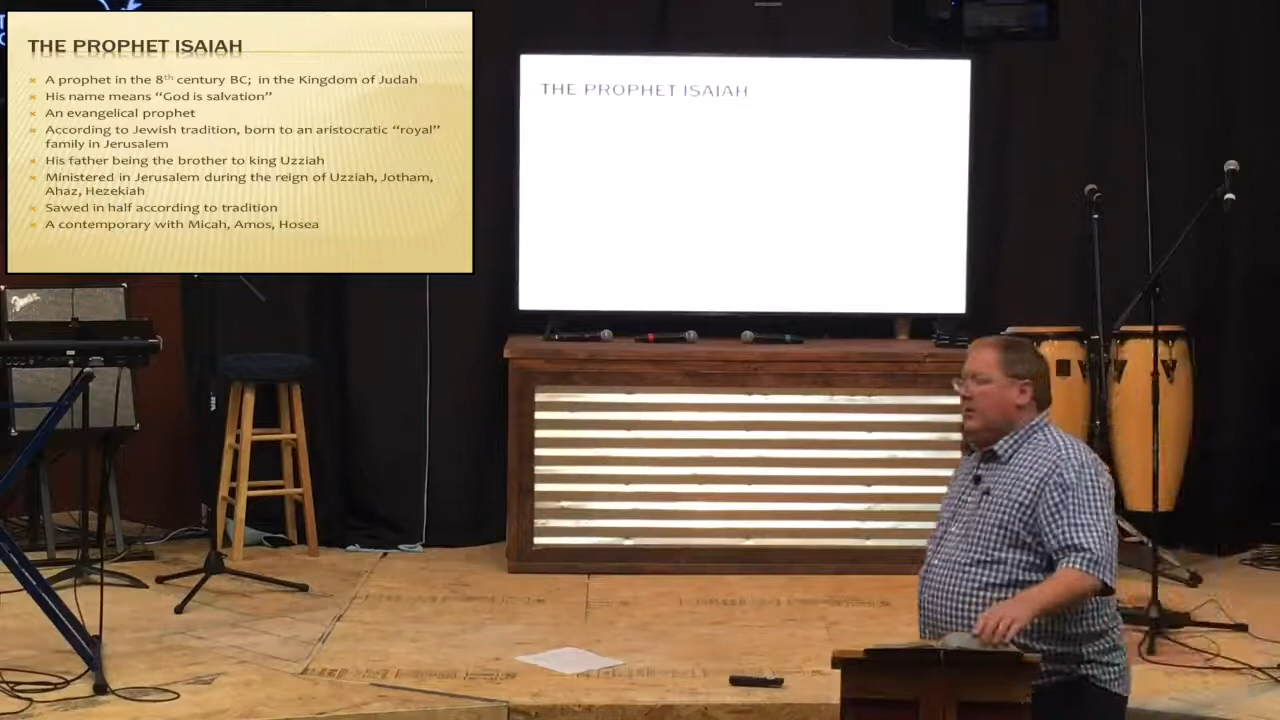 THE PROPHET ISAIAH
A prophet in the 8th century BC; in the Kingdom of Judah
His name means “God is salvation”
An evangelical prophet
According to Jewish tradition, born to an aristocratic “royal”
family in Jerusalem
His father being the brother to king Uzziah
Ministered in Jerusalem during the reign of Uzziah, Jotham,
Ahaz, Hezekiah
Sawed in half according to tradition
A contemporary with Micah, Amos, Hosea
THE PROPHET ISAIAH
Fender